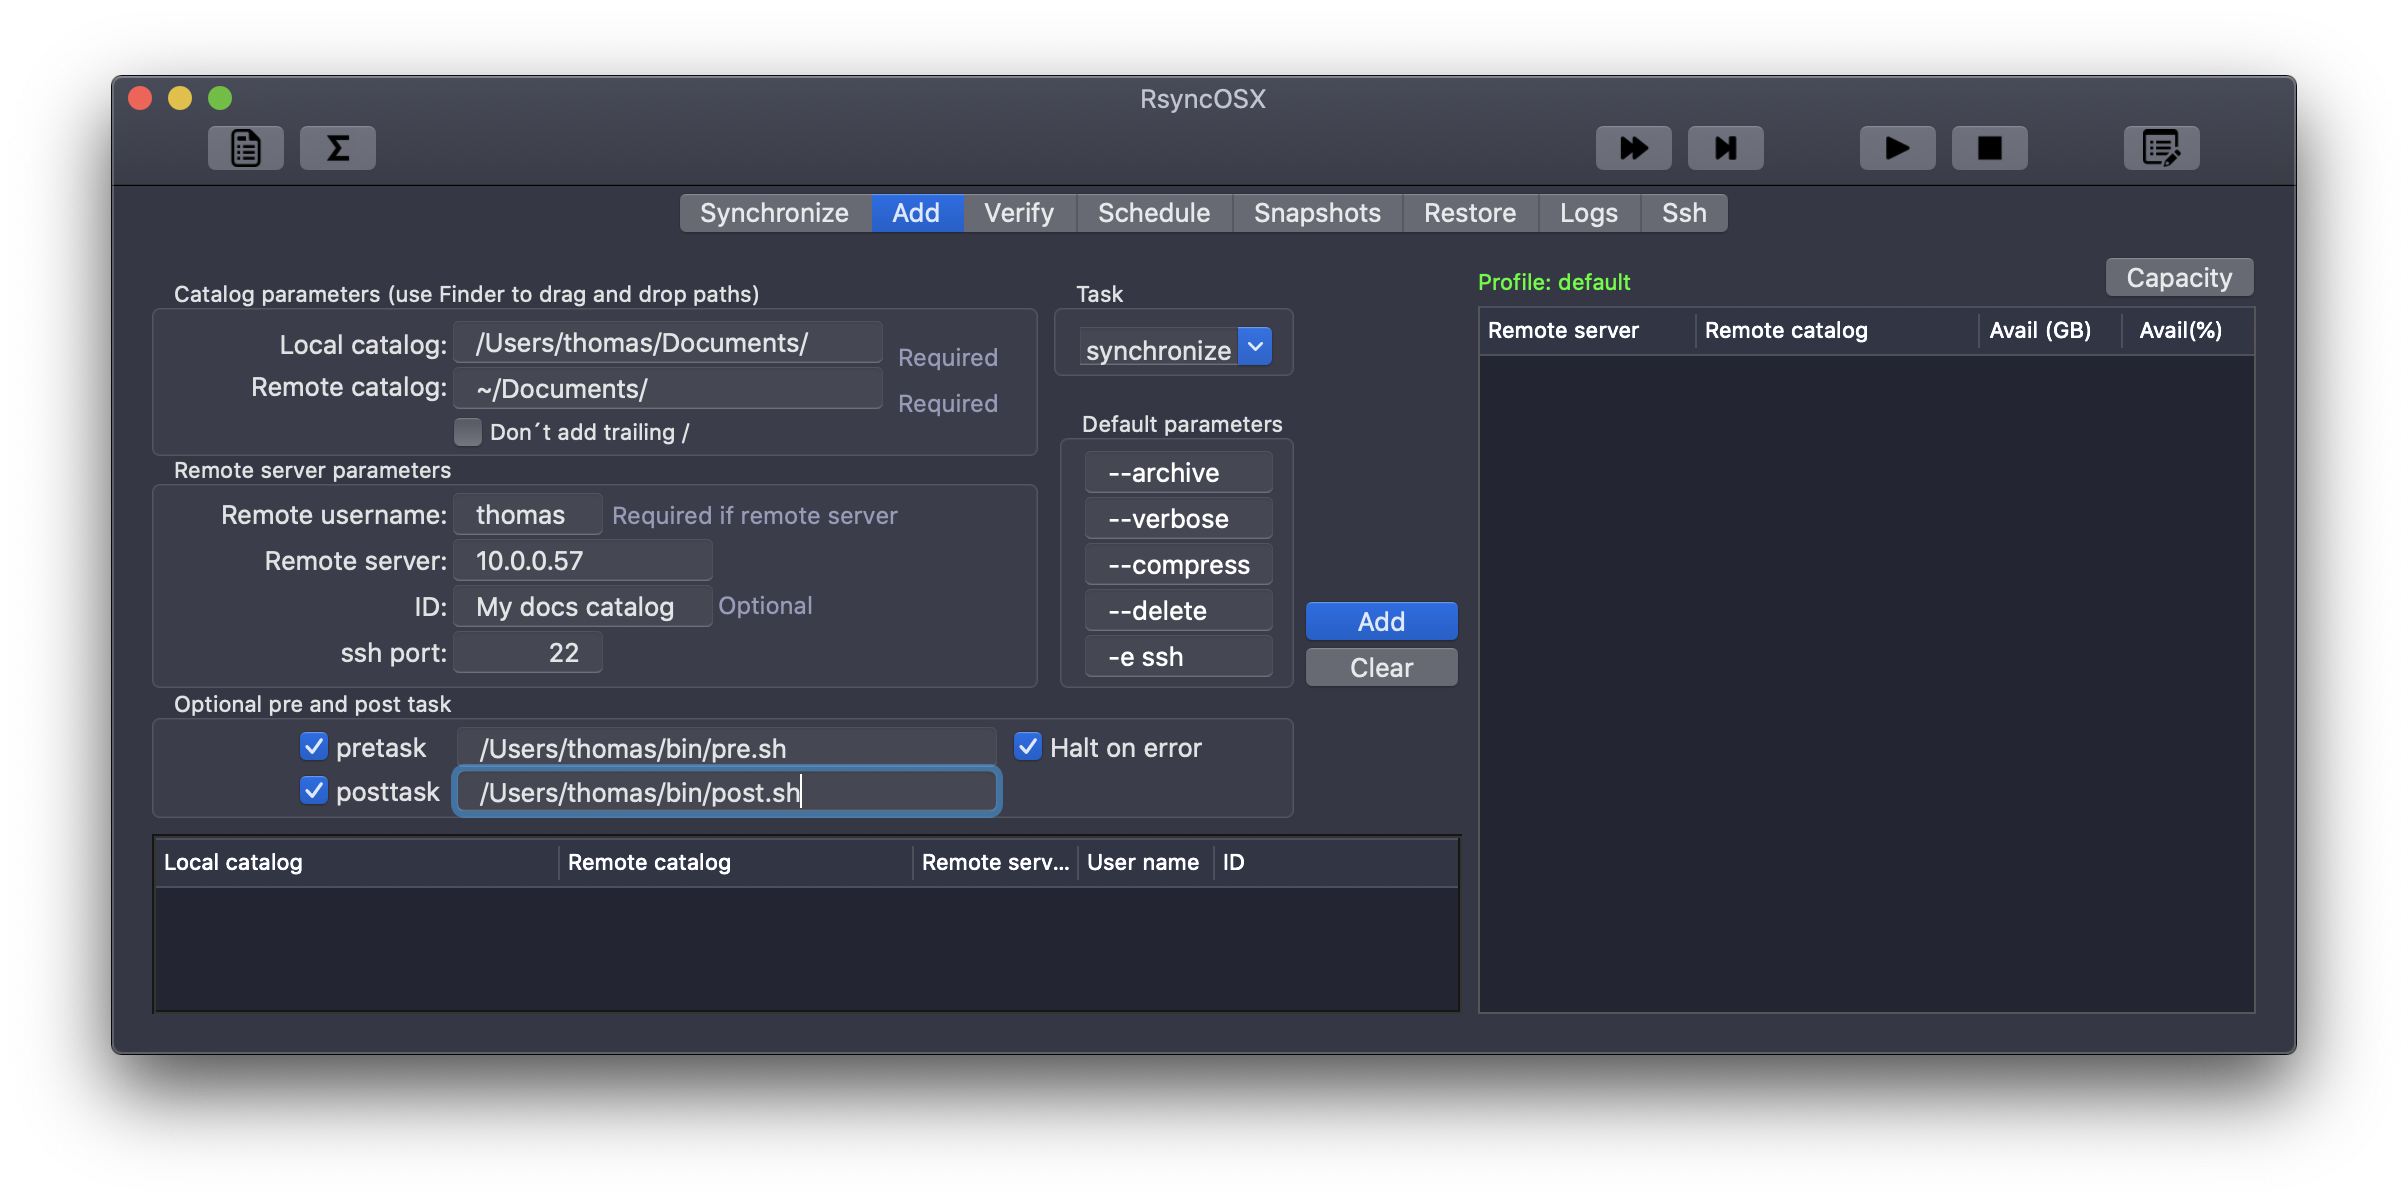 RsyncOSX
Synchronize Add Verify Schedule Snapshots Restore Logs Ssh
Catalog parameters (use Finder to drag and drop paths)
Local catalog: /Users/thomas/Documents/ Required
Remote catalog: ~/Documents/ Required
Don´t add trailing /
Remote server parameters
Remote username: thomas Required if remote server
Remote server: 10.0.0.57
ID: My docs catalog Optional
ssh port: 22
Optional pre and post task
pretask /Users/thomas/bin/pre.sh Halt on error
posttask /Users/thomas/bin/post.sh
Task
synchronize
Default parameters
--archive
--verbose
--compress
--delete
-e ssh
Add
Clear
Local catalog Remote catalog Remote serv... User name ID
Profile: default
Capacity
Remote server Remote catalog Avail (GB) Avail(%)